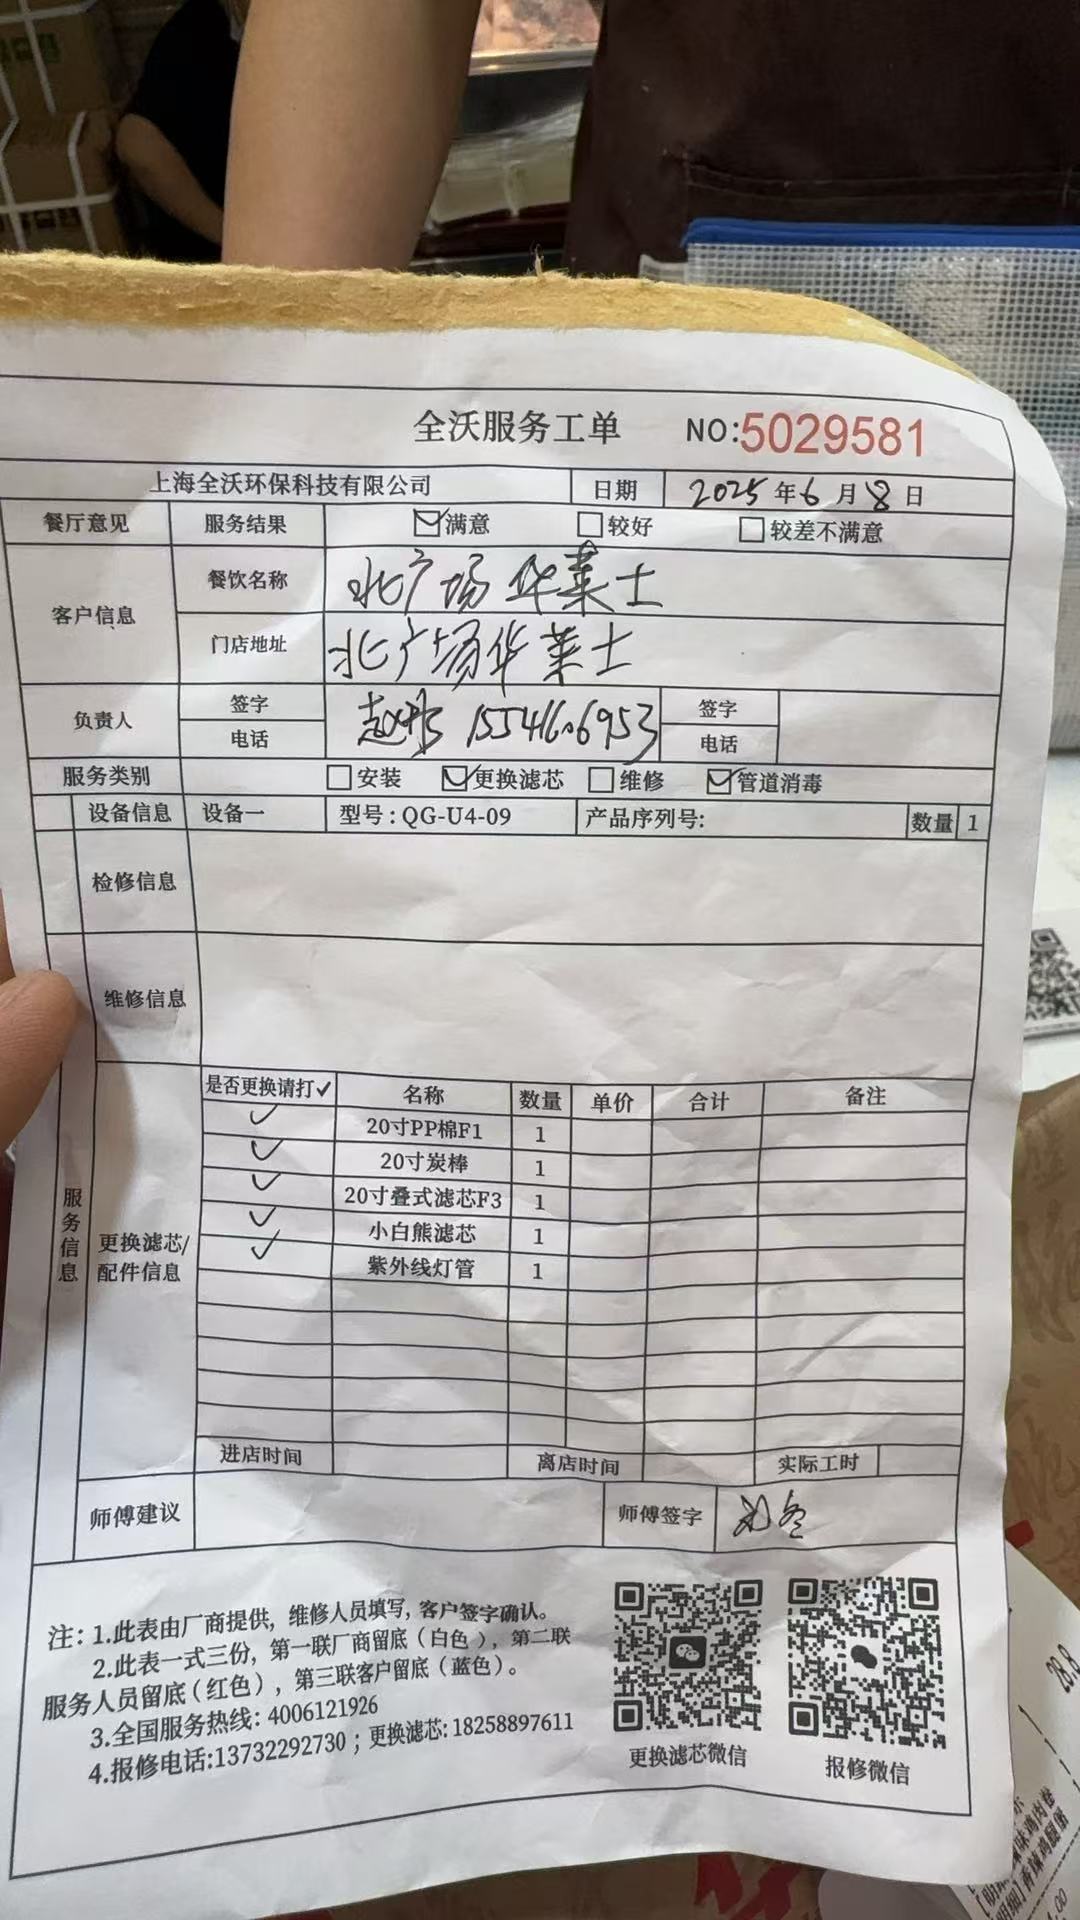 全沃服务工单 NO:5029581
上海全沃环保科技有限公司 日期 2025年6月8日
餐厅意见 服务结果 满意 较好 较差不满意
客户信息 餐饮名称 北广场华莱士
门店地址 北广场华莱士
负责人 签字 电话 15541606953 签字 电话
服务类别 安装 更换滤芯 维修 管道消毒
设备信息 设备一 型号:QG-U4-09 产品序列号: 数量 1
检修信息
维修信息
服务信息
更换滤芯/配件信息
是否更换请打✓ 名称 数量 单价 合计 备注
✓ 20寸PP棉F1 1
✓ 20寸炭棒 1
✓ 20寸叠式滤芯F3 1
✓ 小白熊滤芯 1
✓ 紫外线灯管 1
进店时间 离店时间 实际工时
师傅建议 师傅签字
注:1.此表由厂商提供,维修人员填写,客户签字确认。
2.此表一式三份,第一联厂商留底(白色),第二联
服务人员留底(红色),第三联客户留底(蓝色)。
3.全国服务热线:4006121926
4.报修电话:13732292730;更换滤芯:18258897611
更换滤芯微信 报修微信
28.8